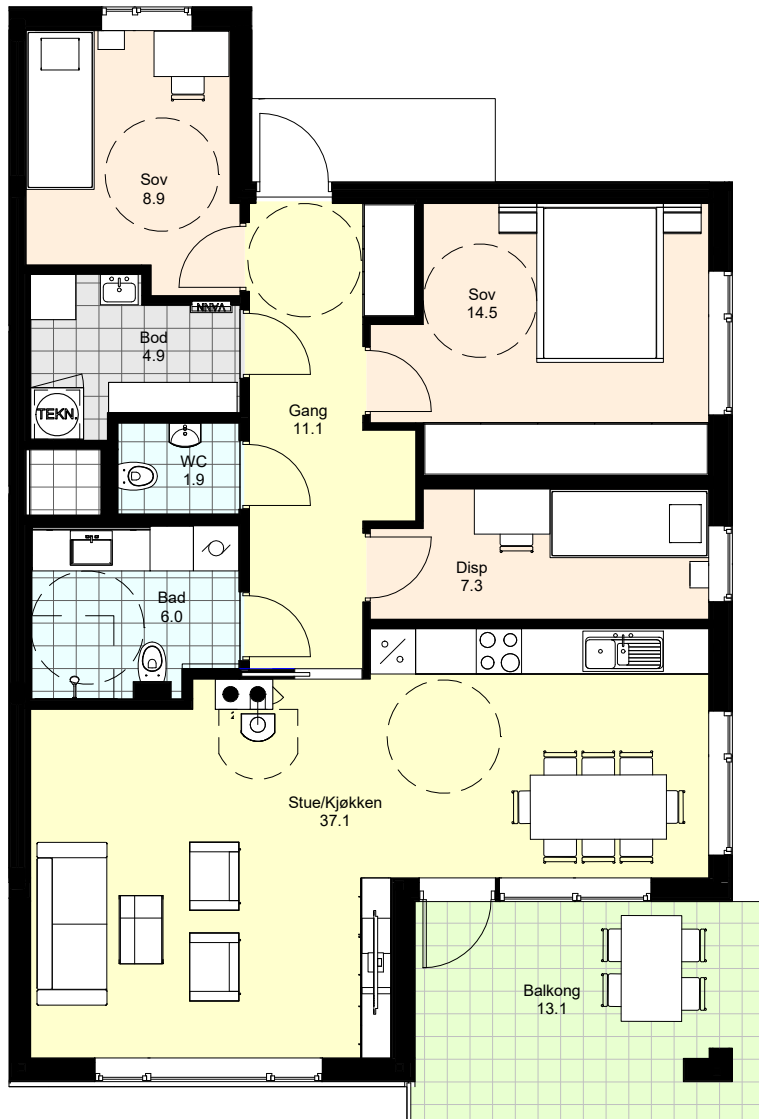 Sov
8.9
Sov
14.5
Bod
4.9
TEKN.
Gang
11.1
WC
1.9
Disp
7.3
Bad
6.0
Stue/Kjøkken
37.1
Balkong
13.1